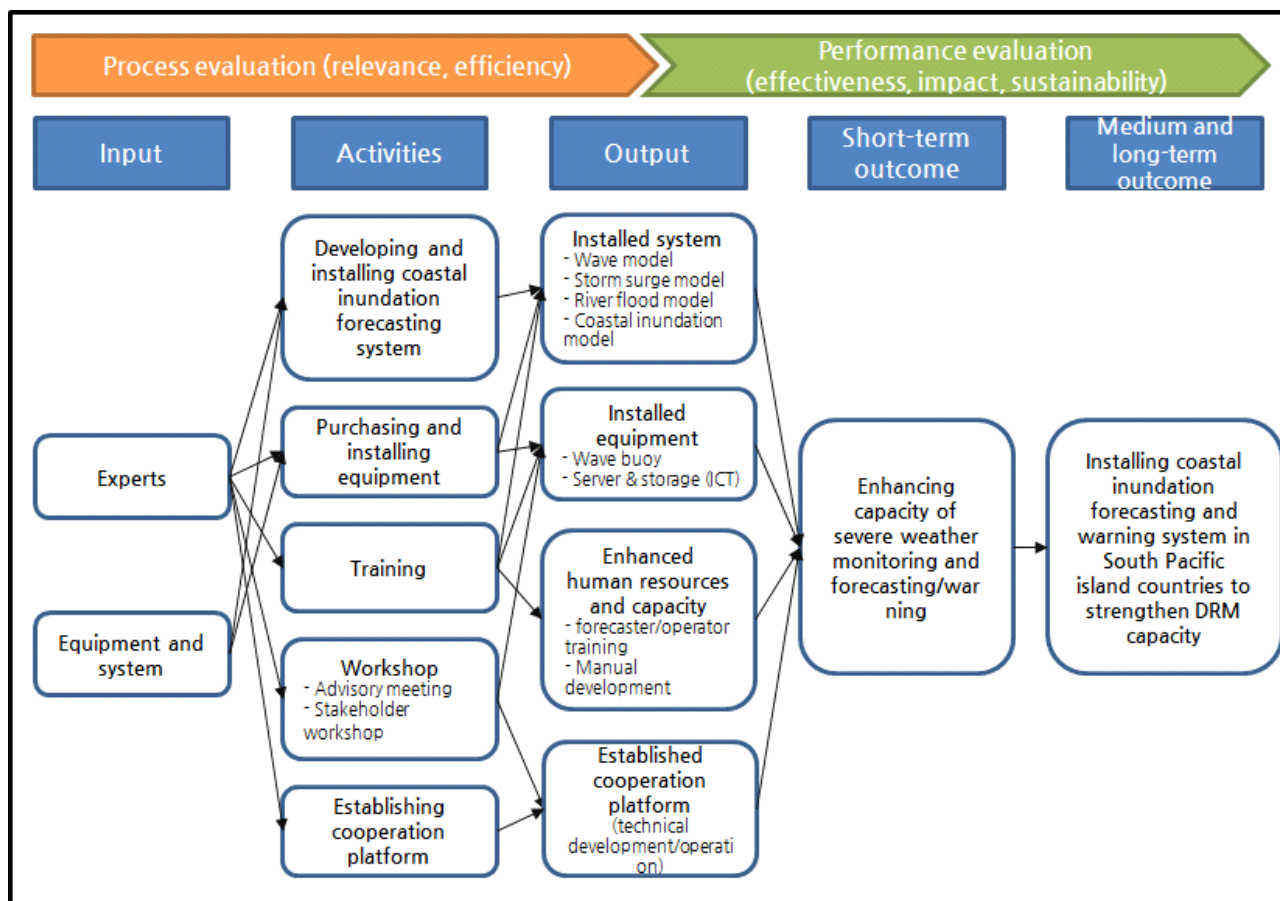 Process evaluation (relevance, efficiency)
Performance evaluation
(effectiveness, impact, sustainability)
Input
Activities
Output
Short-term
outcome
Medium and
long-term
outcome
Experts
Equipment and
system
Developing and
installing coastal
inundation
forecasting
system
Purchasing and
installing
equipment
Training
Workshop
- Advisory meeting
- Stakeholder
workshop
Establishing
cooperation
platform
Installed system
- Wave model
- Storm surge model
- River flood model
- Coastal inundation
model
Installed
equipment
- Wave buoy
- Server & storage (ICT)
Enhanced
human resources
and capacity
- forecaster/operator
training
- Manual
development
Established
cooperation
platform
(technical
development/operati
on)
Enhancing
capacity of
severe weather
monitoring and
forecasting/war
ning
Installing coastal
inundation
forecasting and
warning system in
South Pacific
island countries to
strengthen DRM
capacity